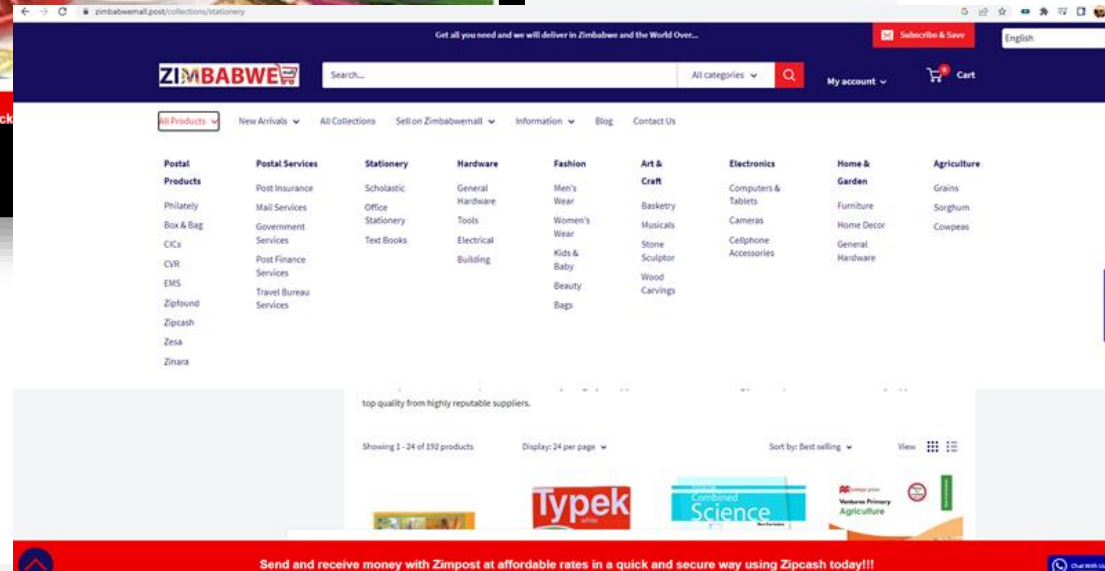 zimbabwemall.post/collections/stationery
Get all you need and we will deliver in Zimbabwe and the World Over...
Subscribe & Save
English
ZIMBABWE
Search...
All categories
My account
0
Cart
ck
All Products
New Arrivals
All Collections
Sell on Zimbabwemall
Information
Blog
Contact Us
Postal
Products
Philately
Box & Bag
CICs
CVR
EMS
Zipfound
Zipcash
Zesa
Zinara
Postal Services
Post Insurance
Mail Services
Government
Services
Post Finance
Services
Travel Bureau
Services
Stationery
Scholastic
Office
Stationery
Text Books
Hardware
General
Hardware
Tools
Electrical
Building
Fashion
Men's
Wear
Women's
Wear
Kids &
Baby
Beauty
Bags
Art &
Craft
Basketry
Musicals
Stone
Sculptor
Wood
Carvings
Electronics
Computers &
Tablets
Cameras
Cellphone
Accessories
Home &
Garden
Furniture
Home Decor
General
Hardware
Agriculture
Grains
Sorghum
Cowpeas
top quality from highly reputable suppliers.
Showing 1 - 24 of 192 products
Display: 24 per page
Sort by: Best selling
View
Typek
white
Combined
Science
Ventures Primary
Agriculture
Send and receive money with Zimpost at affordable rates in a quick and secure way using Zipcash today!!!
Chat With Us